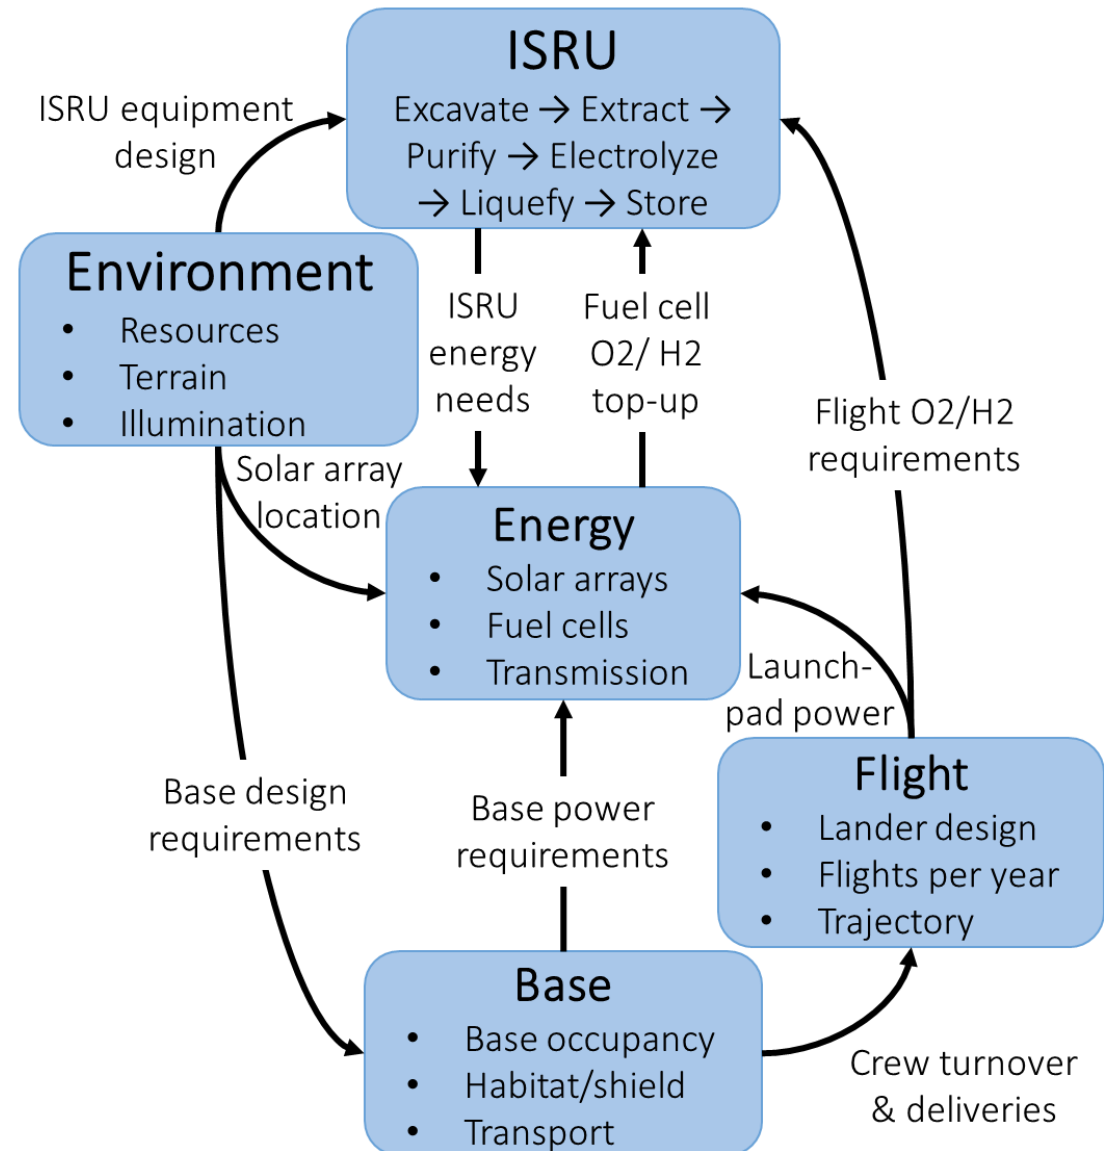 ISRU
Excavate → Extract →
Purify → Electrolyze
→ Liquefy → Store
ISRU equipment
design
Environment
• Resources
• Terrain
• Illumination
ISRU
energy
needs
Fuel cell
O2/ H2
top-up
Flight O2/H2
requirements
Solar array
location
Energy
• Solar arrays
• Fuel cells
• Transmission
Launch-
pad power
Base design
requirements
Base power
requirements
Flight
• Lander design
• Flights per year
• Trajectory
Base
• Base occupancy
• Habitat/shield
• Transport
Crew turnover
& deliveries